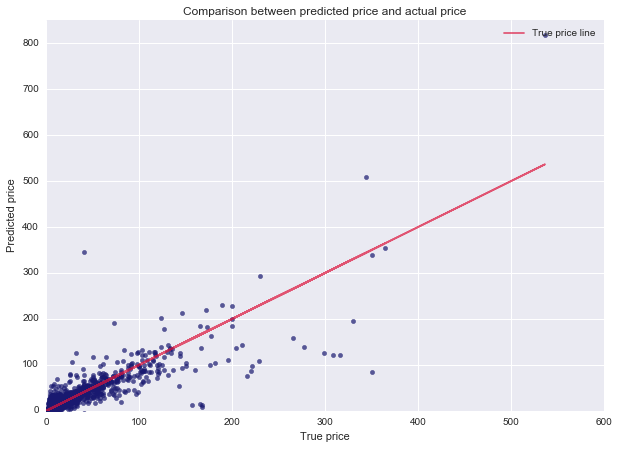 Comparison between predicted price and actual price
True price line
Predicted price
800
700
600
500
400
300
200
100
0
0 100 200 300 400 500 600
True price